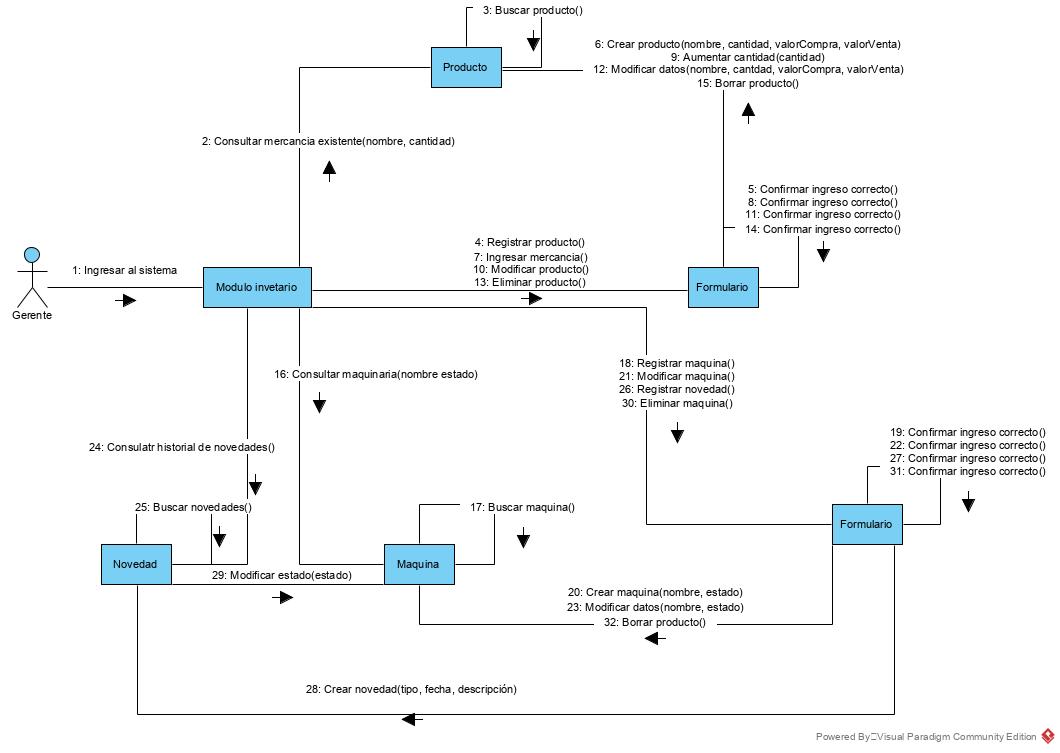 3: Buscar producto()
6: Crear producto(nombre, cantidad, valorCompra, valorVenta)
9: Aumentar cantidad(cantidad)
12: Modificar datos(nombre, cantdad, valorCompra, valorVenta)
15: Borrar producto()
Producto
2: Consultar mercancia existente(nombre, cantidad)
5: Confirmar ingreso correcto()
8: Confirmar ingreso correcto()
11: Confirmar ingreso correcto()
14: Confirmar ingreso correcto()
4: Registrar producto()
7: Ingresar mercancia()
10: Modificar producto()
13: Eliminar producto()
1: Ingresar al sistema
Modulo invetario
Formulario
Gerente
16: Consultar maquinaria(nombre estado)
18: Registrar maquina()
21: Modificar maquina()
26: Registrar novedad()
30: Eliminar maquina()
24: Consulatr historial de novedades()
19: Confirmar ingreso correcto()
22: Confirmar ingreso correcto()
27: Confirmar ingreso correcto()
31: Confirmar ingreso correcto()
25: Buscar novedades()
17: Buscar maquina()
Formulario
Novedad
Maquina
29: Modificar estado(estado)
20: Crear maquina(nombre, estado)
23: Modificar datos(nombre, estado)
32: Borrar producto()
28: Crear novedad(tipo, fecha, descripción)
Powered By Visual Paradigm Community Edition